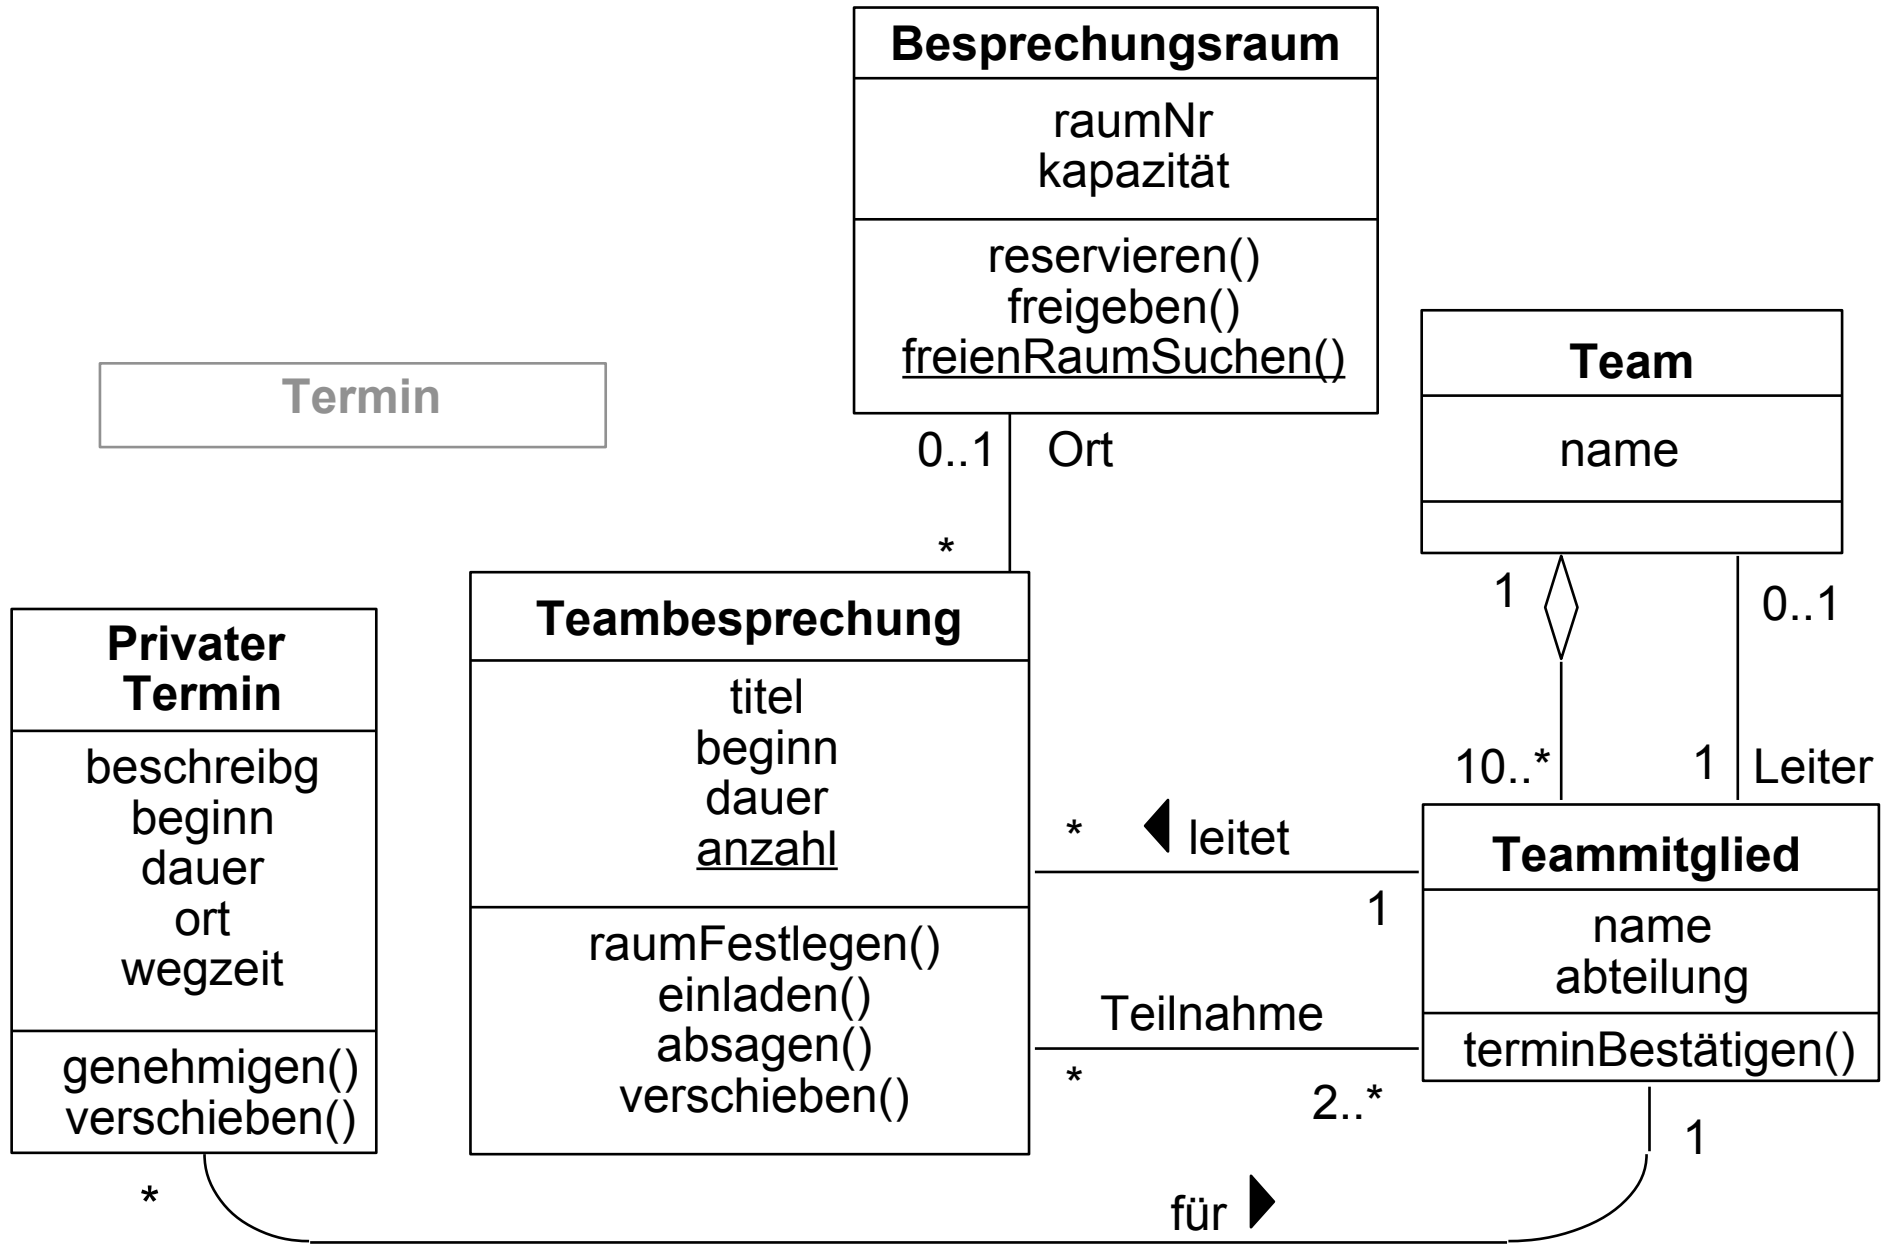 Besprechungsraum
raumNr
kapazität
reservieren()
freigeben()
freienRaumSuchen()
Termin
Team
name
0..1
Ort
*
1
0..1
10..*
1
Leiter
Privater
Termin
beschreibg
beginn
dauer
ort
wegzeit
genehmigen()
verschieben()
Teambesprechung
titel
beginn
dauer
anzahl
raumFestlegen()
einladen()
absagen()
verschieben()
*
leitet
1
Teilnahme
*
2..*
Teammitglied
name
abteilung
terminBestätigen()
*
für
1